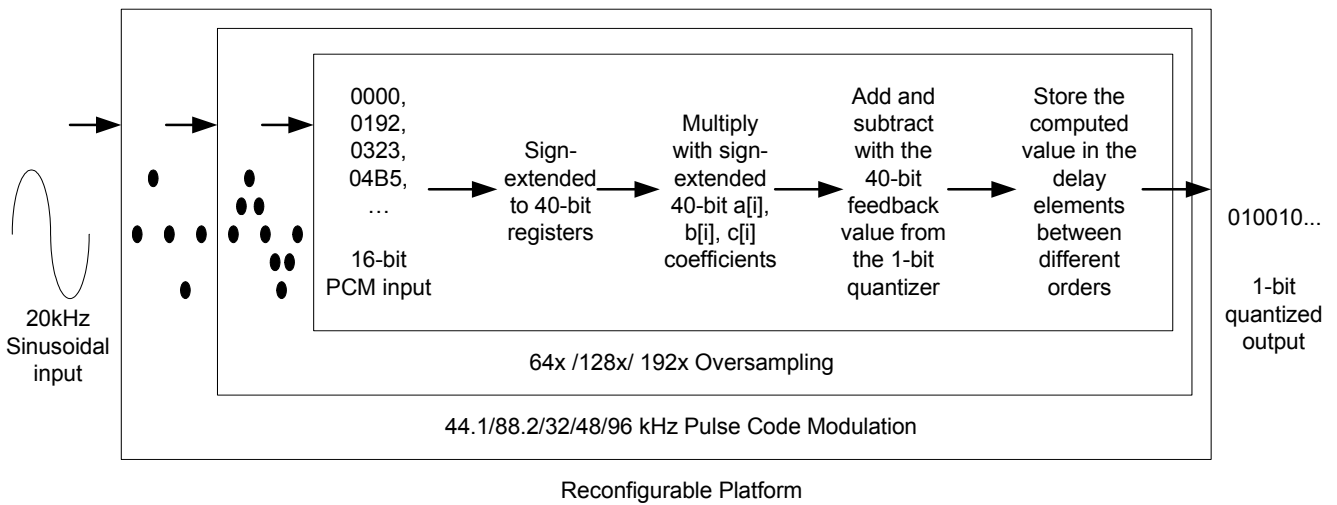 20kHz
Sinusoidal
input
0000,
0192,
0323,
04B5,
…
16-bit
PCM input
Sign-
extended
to 40-bit
registers
Multiply
with sign-
extended
40-bit a[i],
b[i], c[i]
coefficients
Add and
subtract
with the
40-bit
feedback
value from
the 1-bit
quantizer
Store the
computed
value in the
delay
elements
between
different
orders
010010...
1-bit
quantized
output
64x /128x/ 192x Oversampling
44.1/88.2/32/48/96 kHz Pulse Code Modulation
Reconfigurable Platform